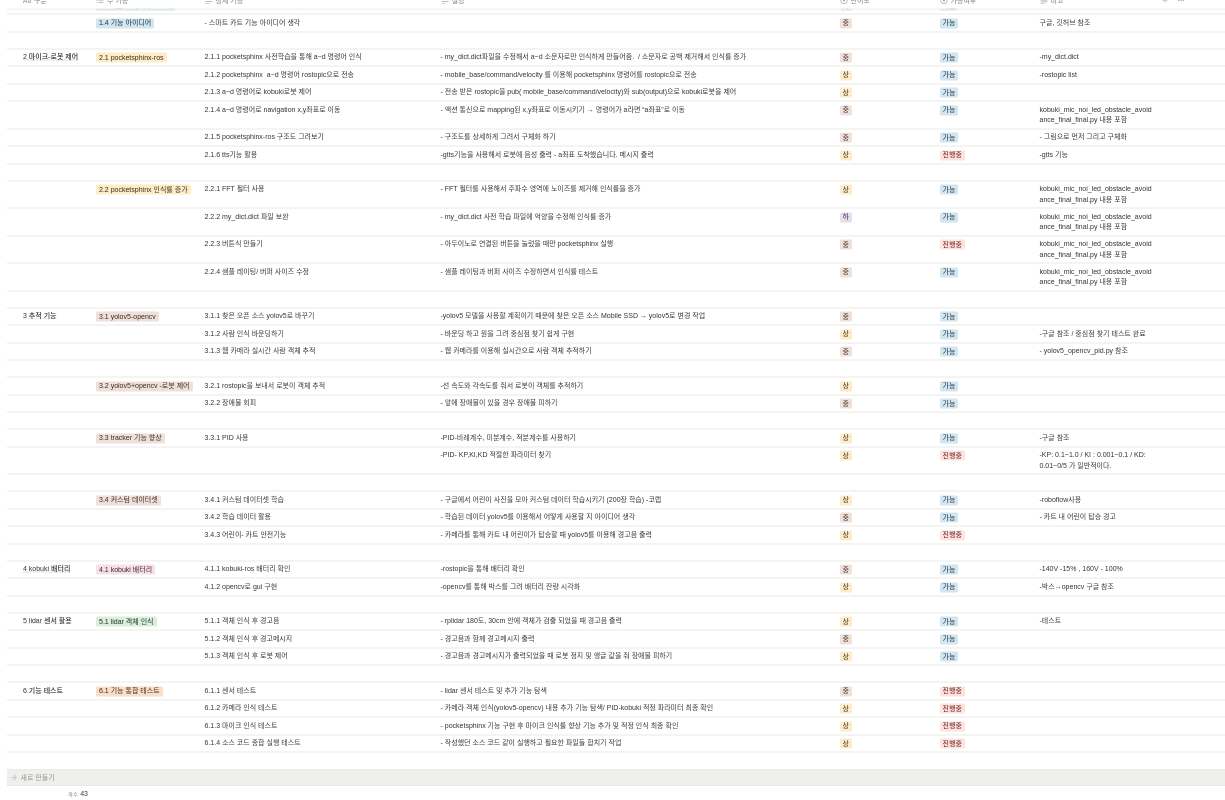 1.4 기능 아이디어 - 스마트 카트 기능 아이디어 생각 중 가능 구글, 깃허브 참조
2 마이크-로봇 제어 2.1 pocketsphinx-ros 2.1.1 pocketsphinx 사전학습을 통해 a~d 명령어 인식 - my_dict.dict파일을 수정해서 a~d 소문자로만 인식하게 만들어줌. / 소문자로 공백 제거해서 인식률 증가 중 가능 -my_dict.dict
2.1.2 pocketsphinx a~d 명령어 rostopic으로 전송 - mobile_base/command/velocity 를 이용해 pocketsphinx 명령어를 rostopic으로 전송 상 가능 -rostopic list
2.1.3 a~d 명령어로 kobuki로봇 제어 - 전송 받은 rostopic을 pub( mobile_base/command/velocity)와 sub(output)으로 kobuki로봇을 제어 상 가능
2.1.4 a~d 명령어로 navigation x,y좌표로 이동 - 액션 통신으로 mapping된 x,y좌표로 이동시키기 → 명령어가 a라면 "a좌표"로 이동 중 가능 kobuki_mic_noi_led_obstacle_avoid
ance_final_final.py 내용 포함
2.1.5 pocketsphinx-ros 구조도 그려보기 - 구조도를 상세하게 그려서 구체화 하기 중 가능 - 그림으로 먼저 그리고 구체화
2.1.6 tts기능 활용 -gtts기능을 사용해서 로봇에 음성 출력 - a좌표 도착했습니다. 메시지 출력 상 진행중 -gtts 기능
2.2 pocketsphinx 인식률 증가 2.2.1 FFT 필터 사용 - FFT 필터를 사용해서 주파수 영역에 노이즈를 제거해 인식률을 증가 상 가능 kobuki_mic_noi_led_obstacle_avoid
ance_final_final.py 내용 포함
2.2.2 my_dict.dict 파일 보완 - my_dict.dict 사전 학습 파일에 억양을 수정해 인식률 증가 하 가능 kobuki_mic_noi_led_obstacle_avoid
ance_final_final.py 내용 포함
2.2.3 버튼식 만들기 - 아두이노로 연결된 버튼을 눌렀을 때만 pocketsphinx 실행 중 진행중 kobuki_mic_noi_led_obstacle_avoid
ance_final_final.py 내용 포함
2.2.4 샘플 레이팅/ 버퍼 사이즈 수정 - 샘플 레이팅과 버퍼 사이즈 수정하면서 인식률 테스트 중 가능 kobuki_mic_noi_led_obstacle_avoid
ance_final_final.py 내용 포함
3 추적 기능 3.1 yolov5-opencv 3.1.1 찾은 오픈 소스 yolov5로 바꾸기 -yolov5 모델을 사용할 계획이기 때문에 찾은 오픈 소스 Mobile SSD → yolov5로 변경 작업 중 가능
3.1.2 사람 인식 바운딩하기 - 바운딩 하고 원을 그려 중심점 찾기 쉽게 구현 상 가능 -구글 참조 / 중심점 찾기 테스트 완료
3.1.3 웹 카메라 실시간 사람 객체 추적 - 웹 카메라를 이용해 실시간으로 사람 객체 추적하기 중 가능 - yolov5_opencv_pid.py 참조
3.2 yolov5+opencv -로봇 제어 3.2.1 rostopic을 보내서 로봇이 객체 추적 -선 속도와 각속도를 줘서 로봇이 객체를 추적하기 상 가능
3.2.2 장애물 회피 - 앞에 장애물이 있을 경우 장애물 피하기 중 가능
3.3 tracker 기능 향상 3.3.1 PID 사용 -PID-비례계수, 미분계수, 적분계수를 사용하기 상 가능 -구글 참조
-PID- KP,KI,KD 적절한 파라미터 찾기 상 진행중 -KP: 0.1~1.0 / Ki : 0.001~0.1 / KD:
0.01~0/5 가 일반적이다.
3.4 커스텀 데이터셋 3.4.1 커스텀 데이터셋 학습 - 구글에서 어린이 사진을 모아 커스텀 데이터 학습시키기 (200장 학습) -코랩 상 가능 -roboflow사용
3.4.2 학습 데이터 활용 - 학습된 데이터 yolov5를 이용해서 어떻게 사용할 지 아이디어 생각 중 가능 - 카트 내 어린이 탑승 경고
3.4.3 어린이- 카트 안전기능 - 카메라를 통해 카트 내 어린이가 탑승할 때 yolov5를 이용해 경고음 출력 상 진행중
4 kobuki 배터리 4.1 kobuki 배터리 4.1.1 kobuki-ros 배터리 확인 -rostopic을 통해 배터리 확인 중 가능 -140V -15% , 160V - 100%
4.1.2 opencv로 gui 구현 -opencv를 통해 박스를 그려 배터리 잔량 시각화 상 가능 -박스→opencv 구글 참조
5 lidar 센서 활용 5.1 lidar 객체 인식 5.1.1 객체 인식 후 경고음 - rplidar 180도, 30cm 안에 객체가 검출 되었을 때 경고음 출력 상 가능 -테스트
5.1.2 객체 인식 후 경고메시지 - 경고음과 함께 경고메시지 출력 중 가능
5.1.3 객체 인식 후 로봇 제어 - 경고음과 경고메시지가 출력되었을 때 로봇 정지 및 앵글 값을 줘 장애물 피하기 상 가능
6 기능 테스트 6.1 기능 통합 테스트 6.1.1 센서 테스트 - lidar 센서 테스트 및 추가 기능 탐색 중 진행중
6.1.2 카메라 인식 테스트 - 카메라 객체 인식(yolov5-opencv) 내용 추가 기능 탐색/ PID-kobuki 적정 파라미터 최종 확인 상 진행중
6.1.3 마이크 인식 테스트 - pocketsphinx 기능 구현 후 마이크 인식률 향상 기능 추가 및 적정 인식 최종 확인 상 진행중
6.1.4 소스 코드 종합 실행 테스트 - 작성했던 소스 코드 같이 실행하고 필요한 파일들 합치기 작업 상 진행중
+ 새로 만들기
개수 43